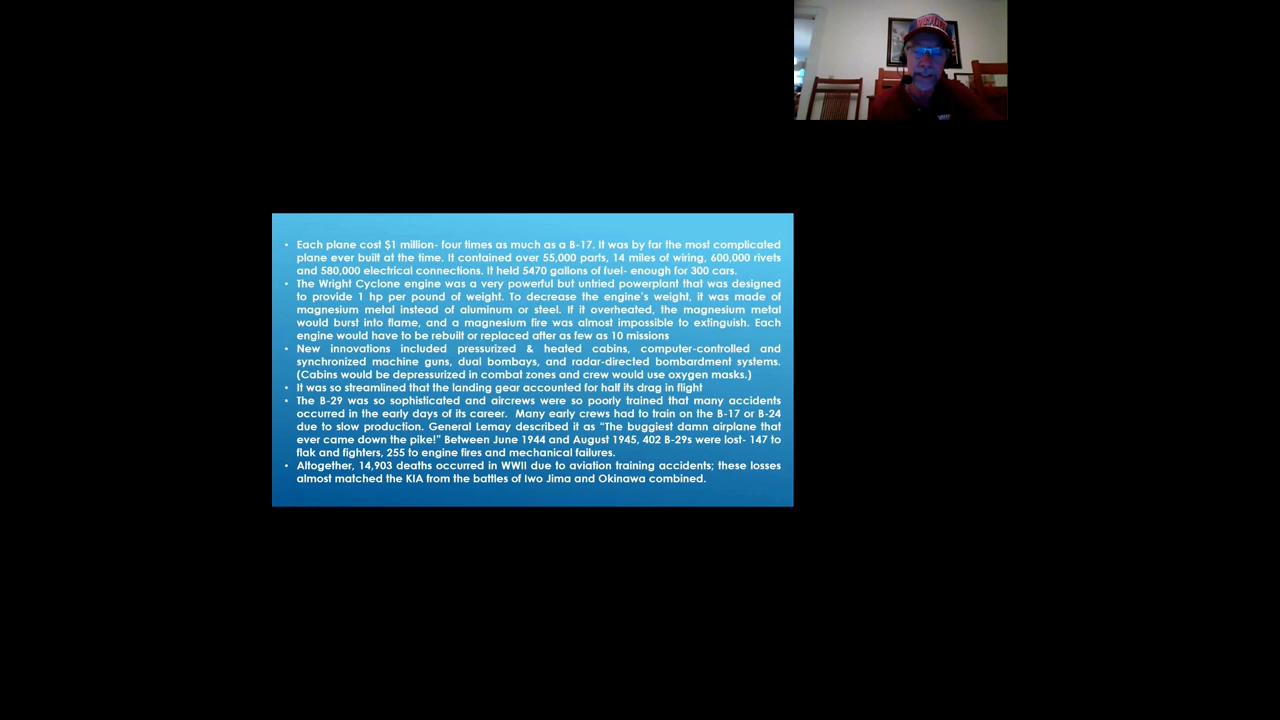 • Each plane cost $1 million- four times as much as a B-17. It was by far the most complicated
plane ever built at the time. It contained over 55,000 parts, 14 miles of wiring, 600,000 rivets
and 580,000 electrical connections. It held 5470 gallons of fuel- enough for 300 cars.
• The Wright Cyclone engine was a very powerful but untried powerplant that was designed
to provide 1 hp per pound of weight. To decrease the engine's weight, it was made of
magnesium metal instead of aluminum or steel. If it overheated, the magnesium metal
would burst into flame, and a magnesium fire was almost impossible to extinguish. Each
engine would have to be rebuilt or replaced after as few as 10 missions
• New innovations included pressurized & heated cabins, computer-controlled and
synchronized machine guns, dual bombays, and radar-directed bombardment systems.
(Cabins would be depressurized in combat zones and crew would use oxygen masks.)
• It was so streamlined that the landing gear accounted for half its drag in flight
• The B-29 was so sophisticated and aircrews were so poorly trained that many accidents
occurred in the early days of its career. Many early crews had to train on the B-17 or B-24
due to slow production. General Lemay described it as "The buggiest damn airplane that
ever came down the pike!" Between June 1944 and August 1945, 402 B-29s were lost- 147 to
flak and fighters, 255 to engine fires and mechanical failures.
• Altogether, 14,903 deaths occurred in WWII due to aviation training accidents; these losses
almost matched the KIA from the battles of Iwo Jima and Okinawa combined.